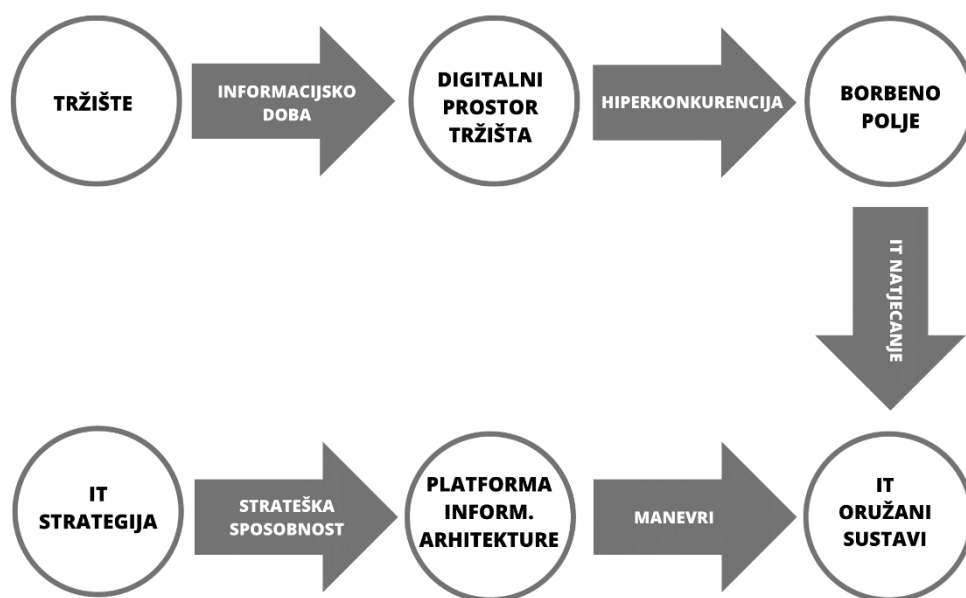 TRŽIŠTE
INFORMACIJSKO
DOBA
DIGITALNI
PROSTOR
TRŽIŠTA
HIPERKONKURENCIJA
BORBENO
POLJE
IT NATJECANJE
IT
STRATEGIJA
STRATEŠKA
SPOSOBNOST
PLATFORMA
INFORM.
ARHITEKTURE
MANEVRI
IT
ORUŽANI
SUSTAVI